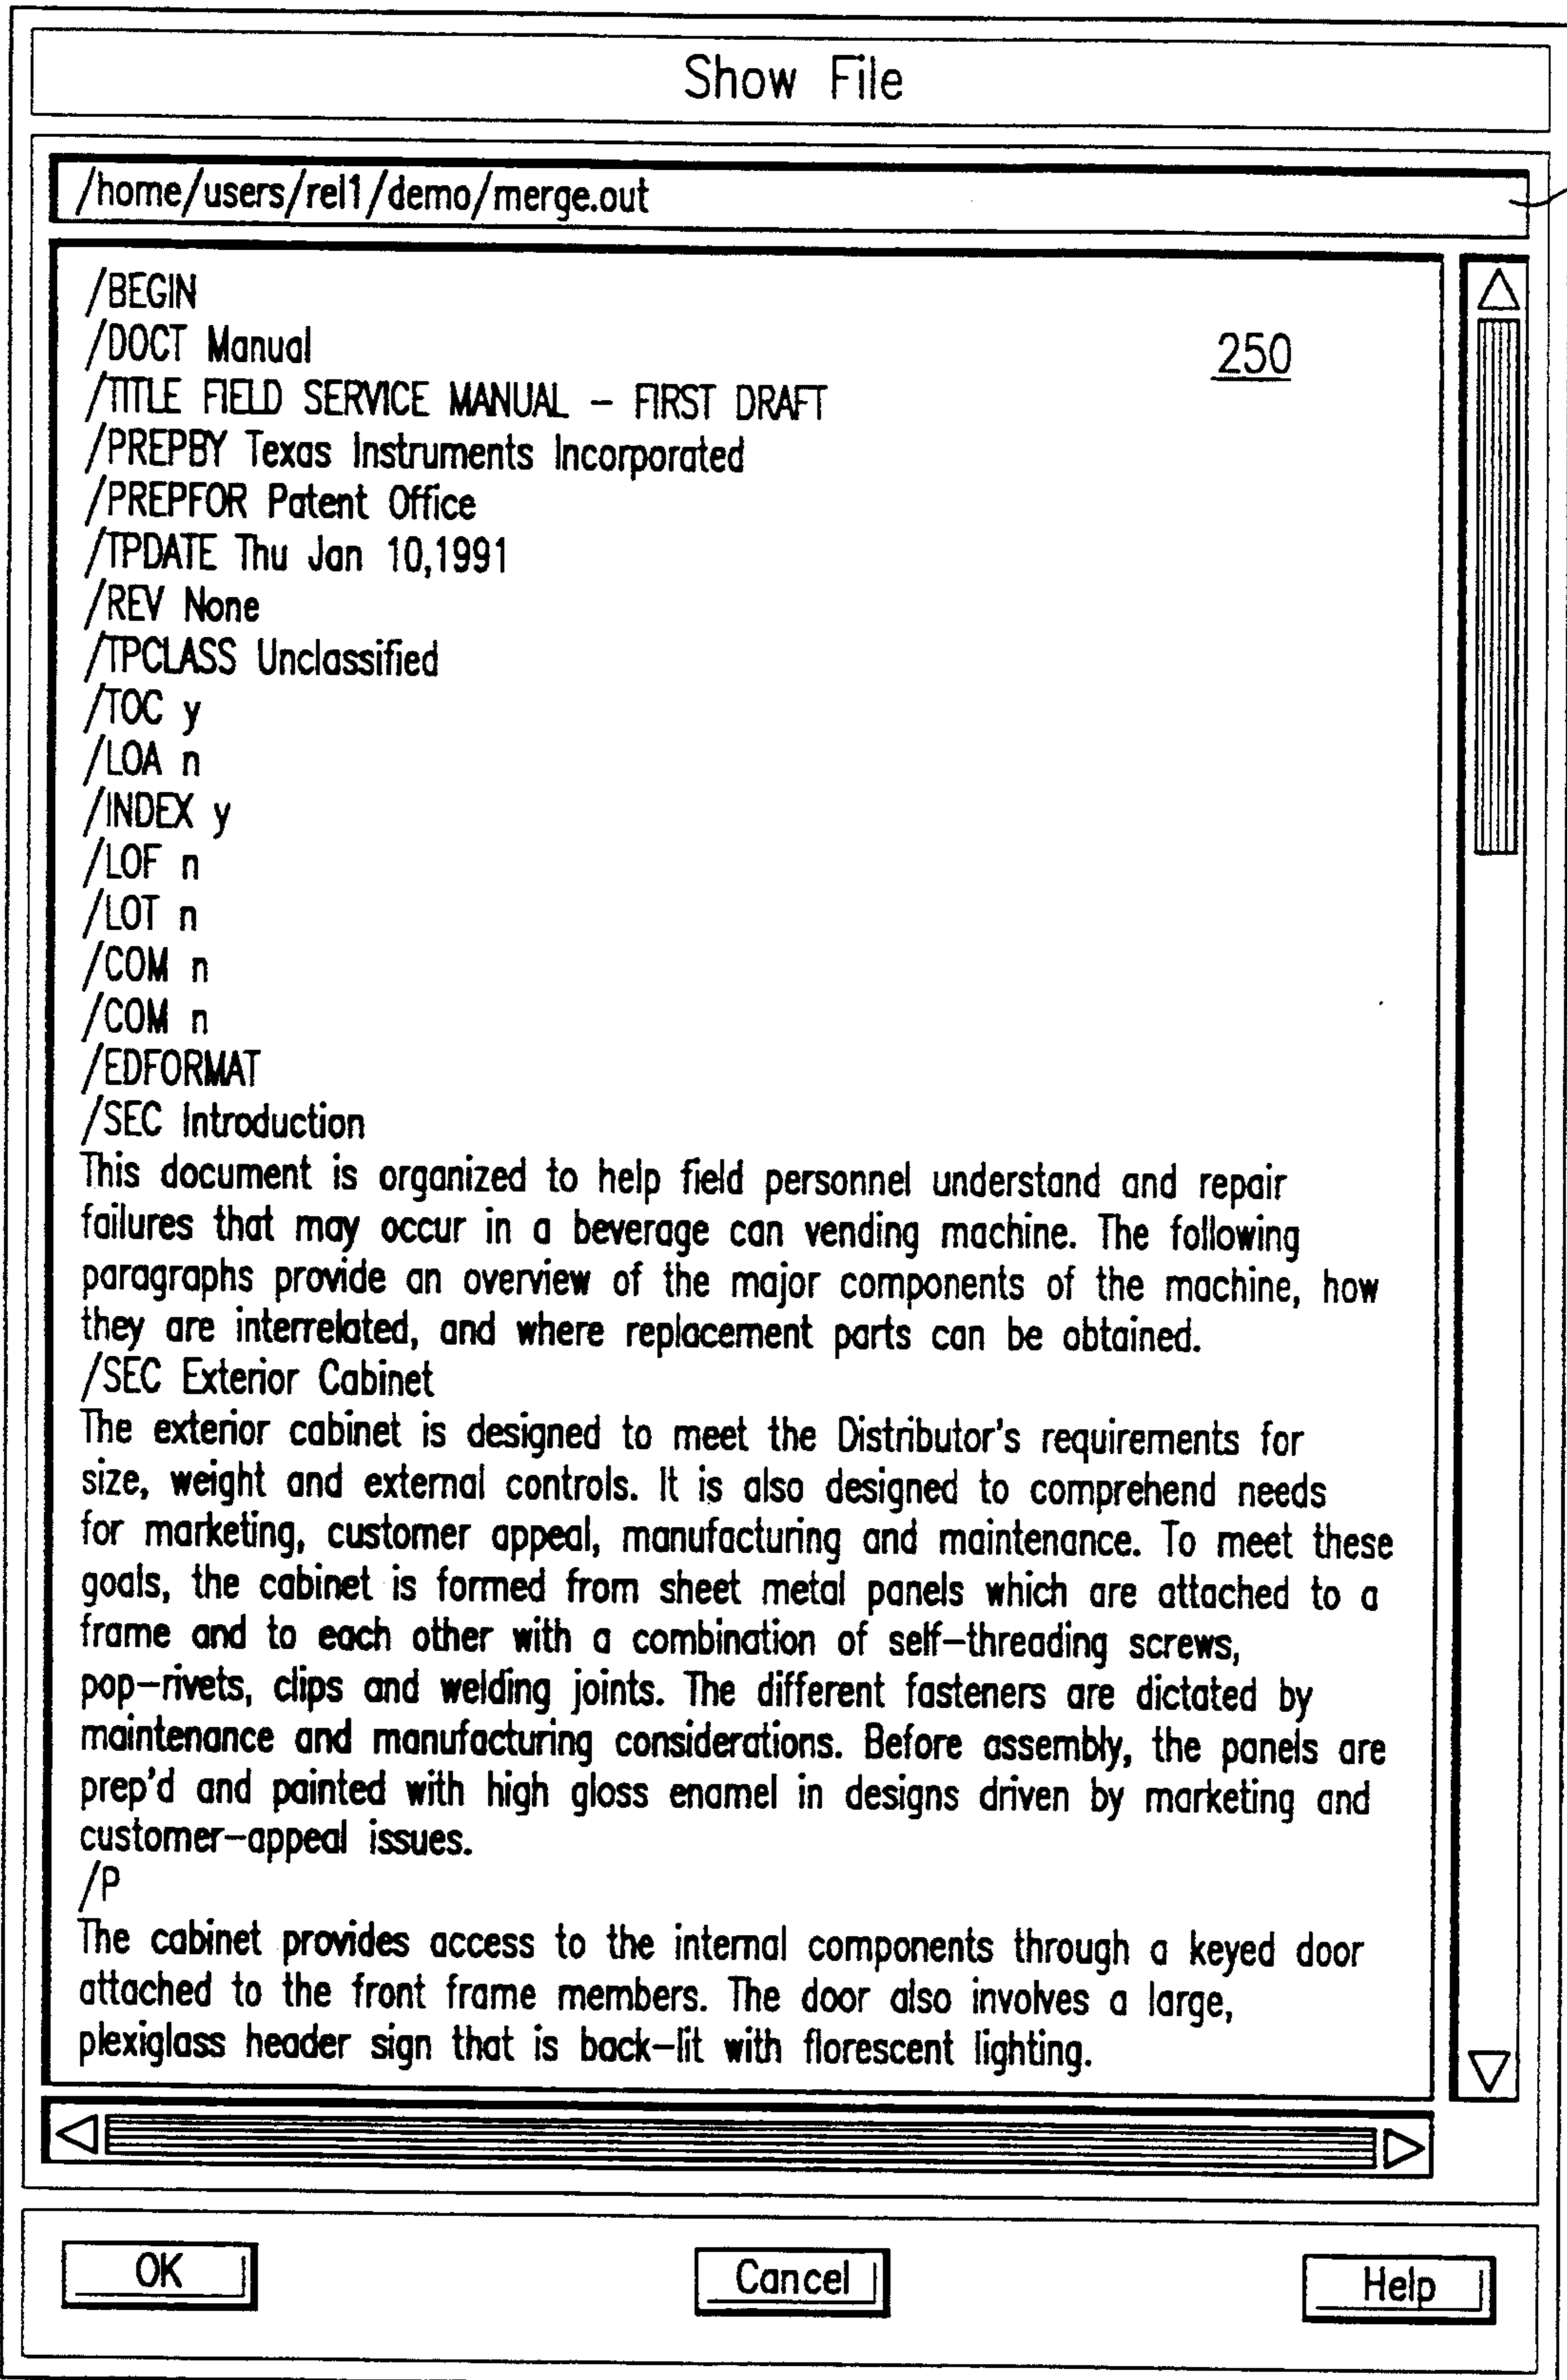 Show File
/home/users/rel1/demo/merge.out
/BEGIN
/DOCT Manual
250
/TITLE FIELD SERVICE MANUAL – FIRST DRAFT
/PREPBY Texas Instruments Incorporated
/PREPFOR Patent Office
/TPDATE Thu Jan 10,1991
/REV None
/TPCLASS Unclassified
/TOC y
/LOA n
/INDEX y
/LOF n
/LOT n
/COM n
/COM n
/EDFORMAT
/SEC Introduction
This document is organized to help field personnel understand and repair
failures that may occur in a beverage can vending machine. The following
paragraphs provide an overview of the major components of the machine, how
they are interrelated, and where replacement parts can be obtained.
/SEC Exterior Cabinet
The exterior cabinet is designed to meet the Distributor's requirements for
size, weight and external controls. It is also designed to comprehend needs
for marketing, customer appeal, manufacturing and maintenance. To meet these
goals, the cabinet is formed from sheet metal panels which are attached to a
frame and to each other with a combination of self–threading screws,
pop–rivets, clips and welding joints. The different fasteners are dictated by
maintenance and manufacturing considerations. Before assembly, the panels are
prep'd and painted with high gloss enamel in designs driven by marketing and
customer–appeal issues.
/P
The cabinet provides access to the internal components through a keyed door
attached to the front frame members. The door also involves a large,
plexiglass header sign that is back–lit with florescent lighting.
OK
Cancel
Help